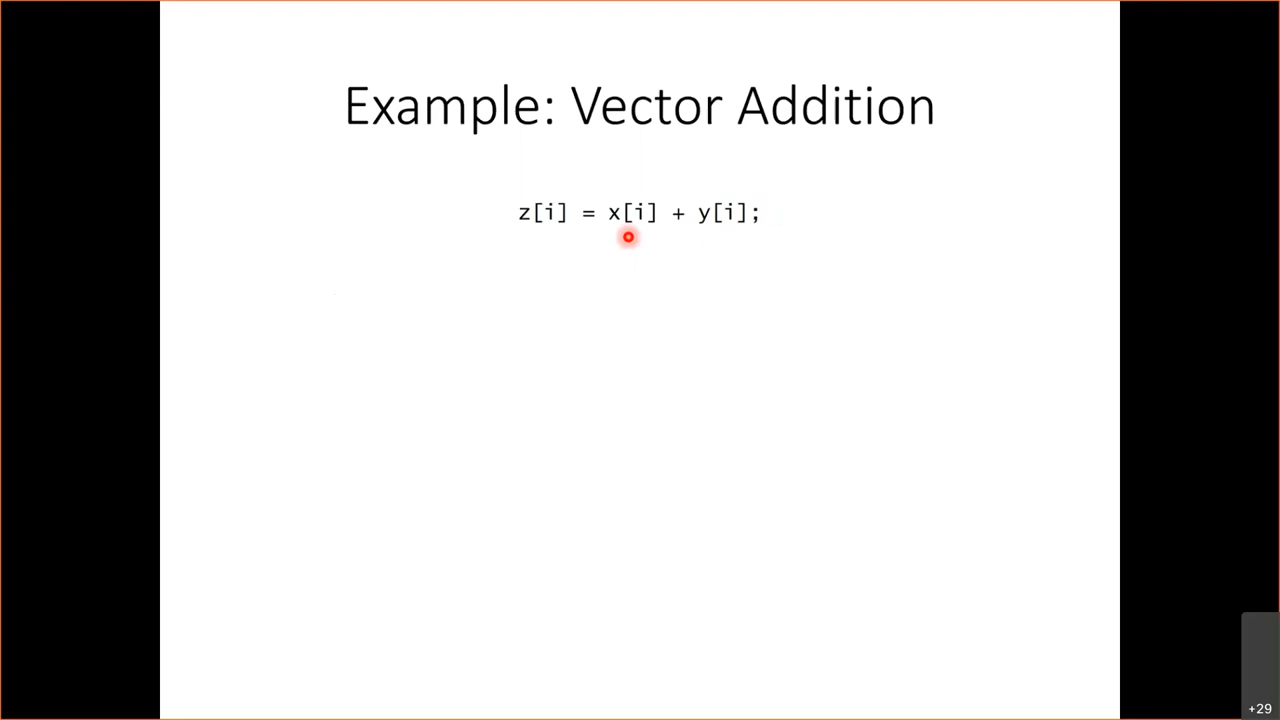 Example: Vector Addition
z[i] = x[i] + y[i];
+29